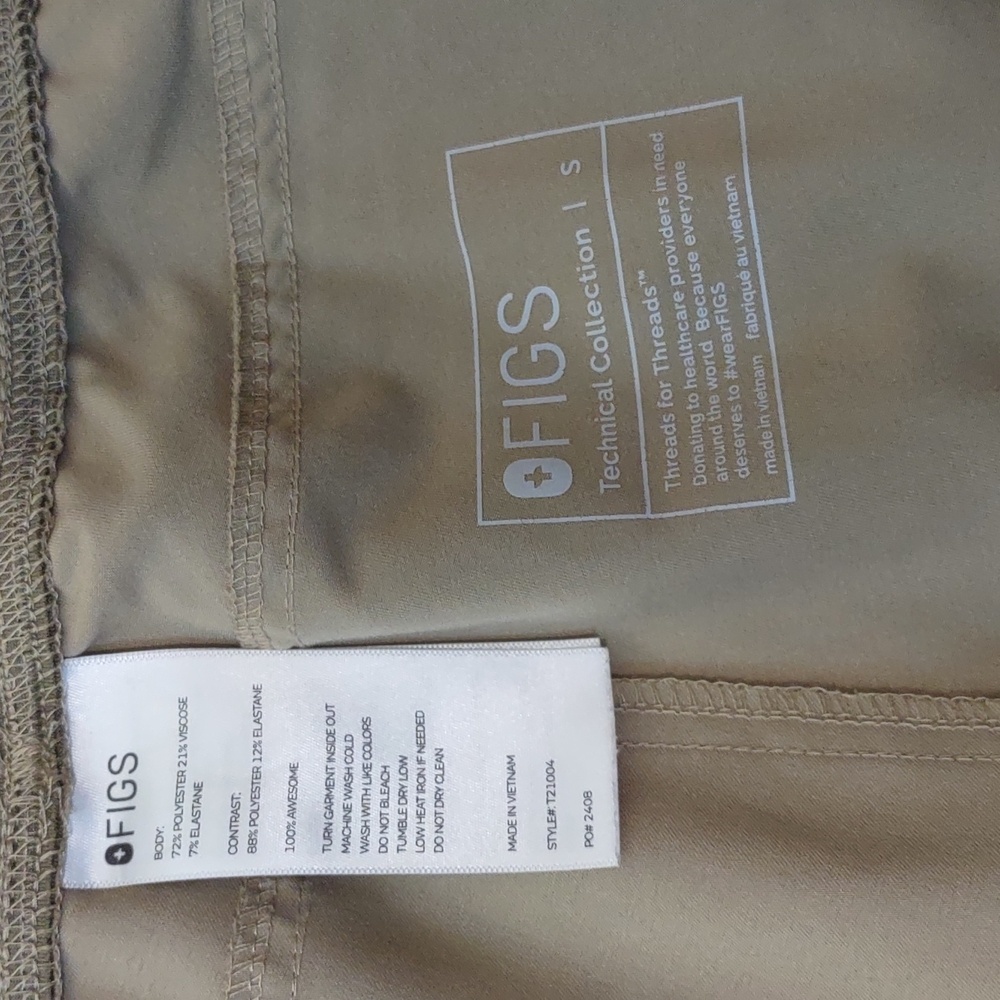 FIGS
Technical Collection | S
Threads for Threads™
Donating to healthcare providers in need
around the world. Because everyone
deserves to #wearFIGS
made in vietnam fabriqué au vietnam
FIGS
BODY:
72% POLYESTER 21% VISCOSE
7% ELASTANE
CONTRAST:
88% POLYESTER 12% ELASTANE
100% AWESOME
TURN GARMENT INSIDE OUT
MACHINE WASH COLD
WASH WITH LIKE COLORS
DO NOT BLEACH
TUMBLE DRY LOW
LOW HEAT IRON IF NEEDED
DO NOT DRY CLEAN
MADE IN VIETNAM
STYLE#: T21004
PO# 2408